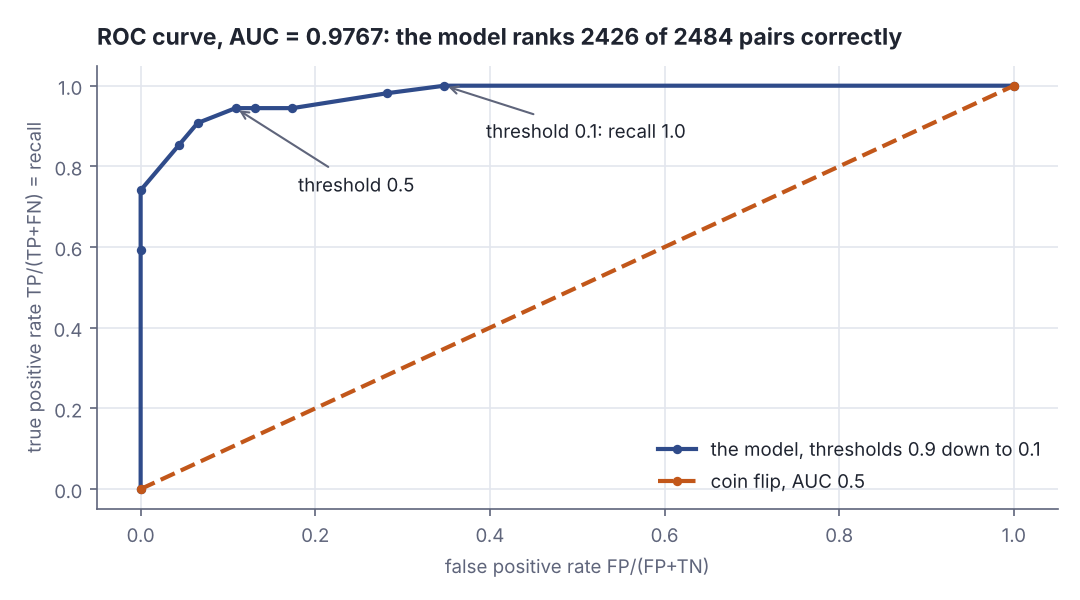 ROC curve, AUC = 0.9767: the model ranks 2426 of 2484 pairs correctly
true positive rate TP/(TP+FN) = recall
1.0
0.8
0.6
0.4
0.2
0.0
threshold 0.1: recall 1.0
threshold 0.5
the model, thresholds 0.9 down to 0.1
coin flip, AUC 0.5
0.0 0.2 0.4 0.6 0.8 1.0
false positive rate FP/(FP+TN)